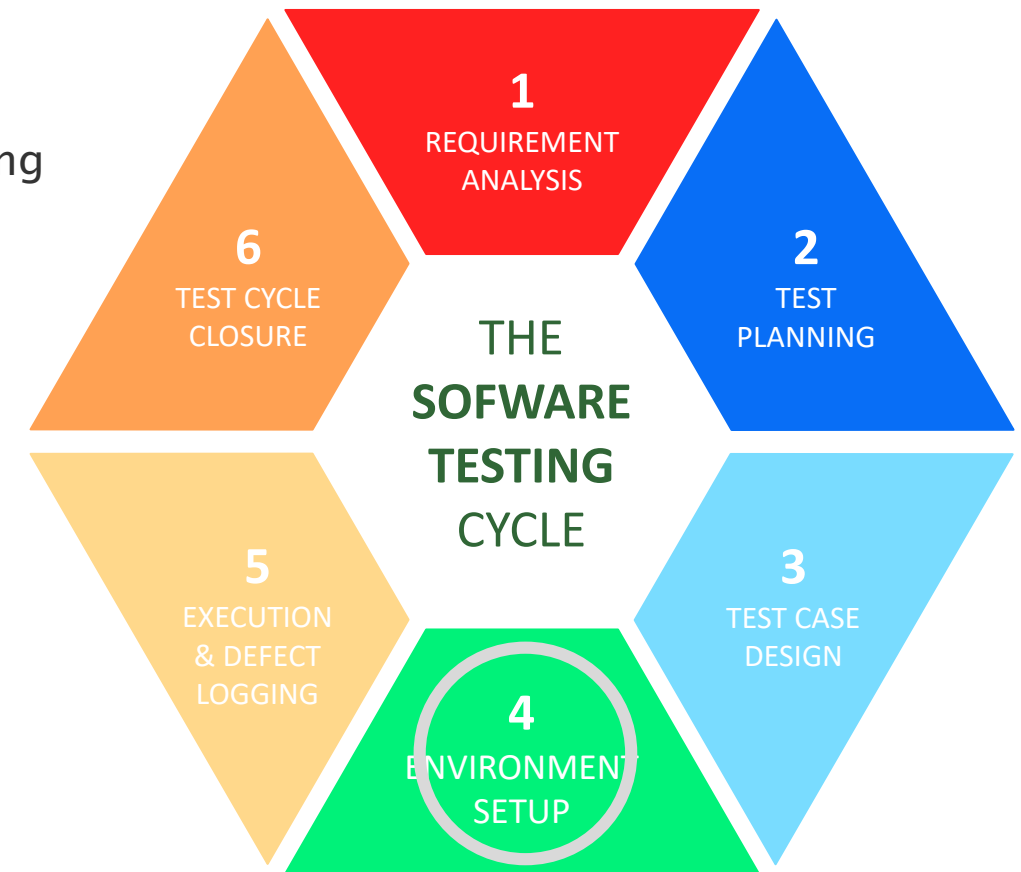 ng
1
REQUIREMENT
ANALYSIS
2
TEST
PLANNING
3
TEST CASE
DESIGN
4
ENVIRONMENT
SETUP
5
EXECUTION
& DEFECT
LOGGING
6
TEST CYCLE
CLOSURE
THE
SOFWARE
TESTING
CYCLE